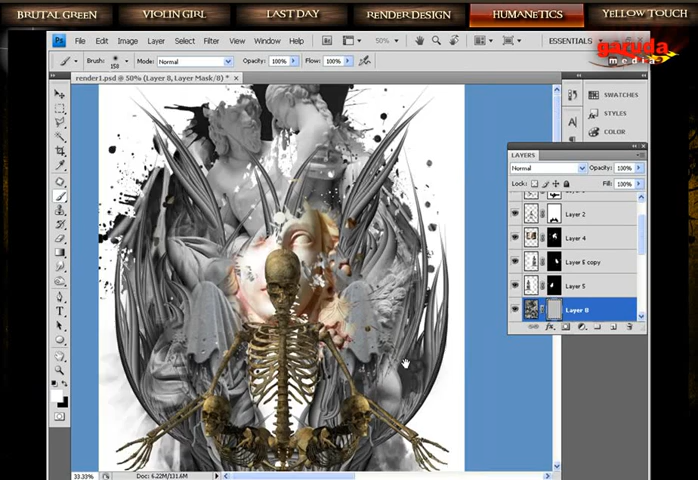 BRUTAL GREEN
VIOLIN GIRL
LAST DAY
RENDER DESIGN
HUMANETICS
YELLOW TOUCH
Ps File Edit Image Layer Select Filter View Window Help 50% ESSENTIALS
garuda
media
Brush: 150 Mode: Normal Opacity: 100% Flow: 100%
render1.psd @ 50% (Layer 8, Layer Mask/8) *
SWATCHES
STYLES
COLOR
LAYERS
Normal Opacity: 100%
Lock: Fill: 100%
Layer 2
Layer 4
Layer 5 copy
Layer 5
Layer 8
33.33% Doc: 6.22M/131.6M